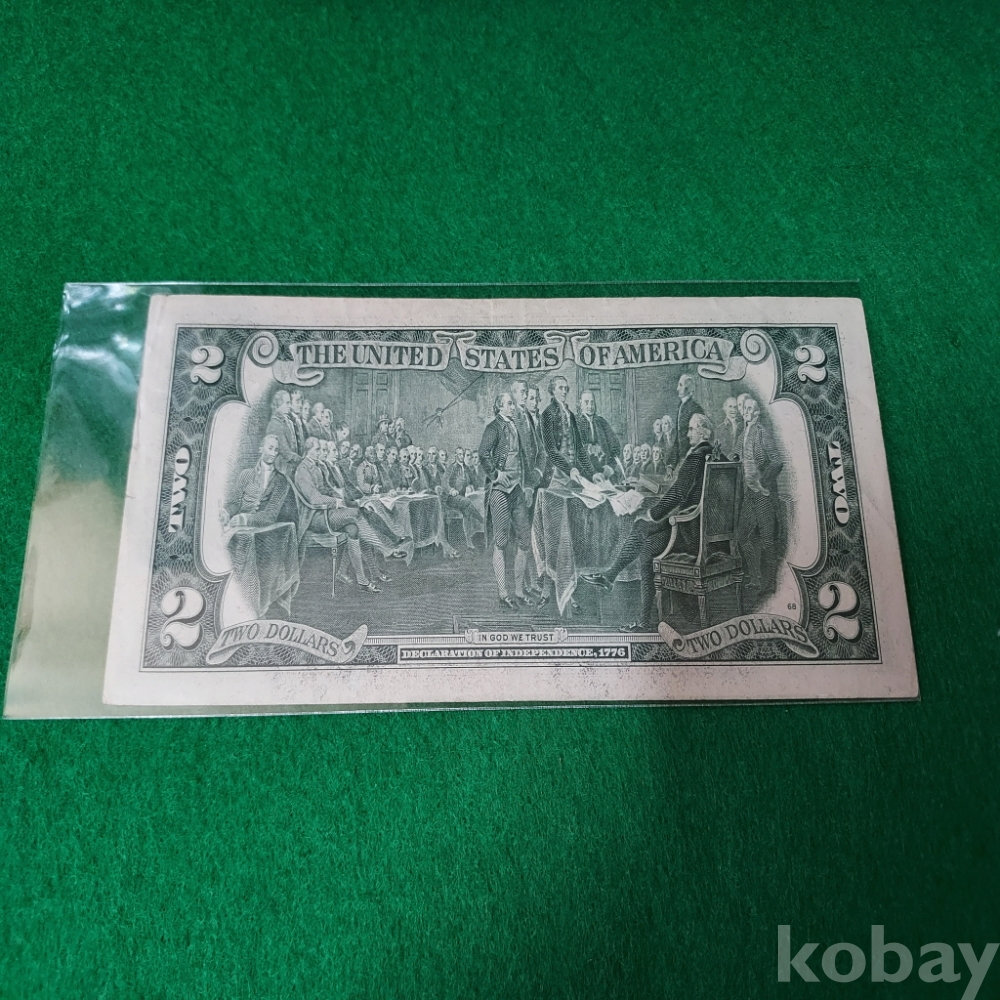 THE UNITED STATES OF AMERICA
2
2
TWO
TWO
2
2
68
TWO DOLLARS
IN GOD WE TRUST
TWO DOLLARS
DECLARATION OF INDEPENDENCE, 1776
kobay